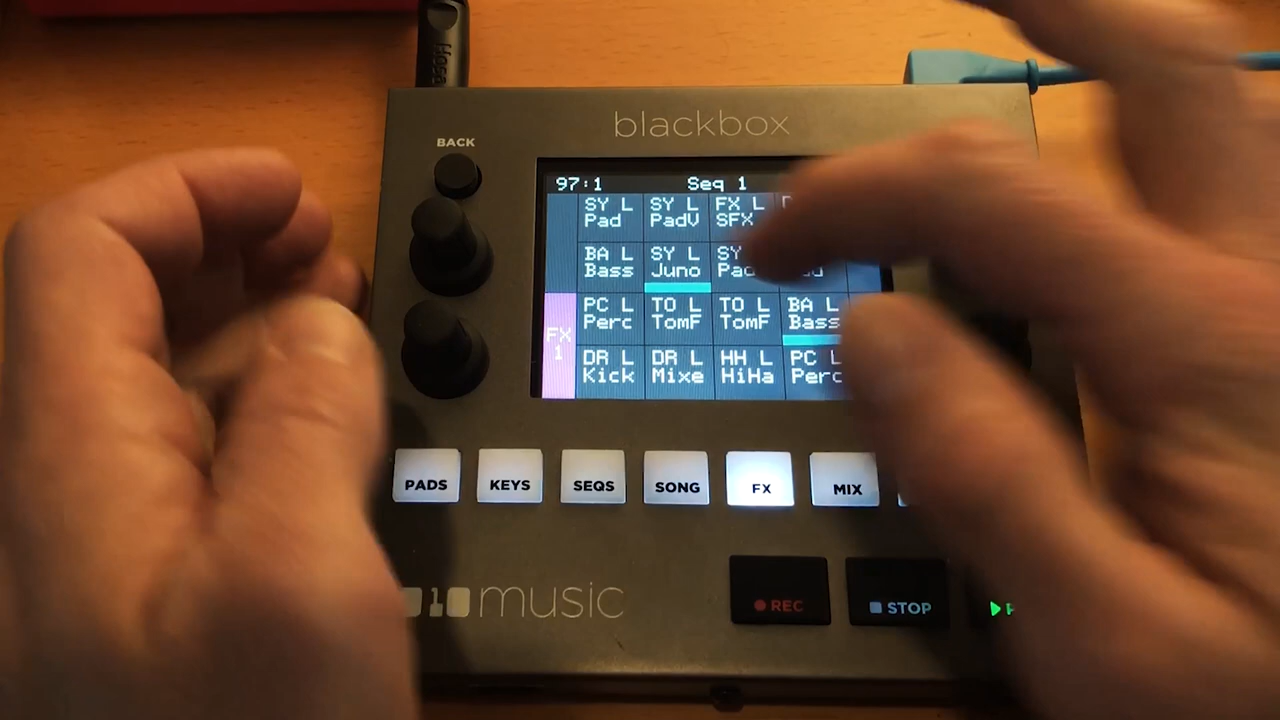 Hosa
blackbox
BACK
97:1 Seq 1
SY L SY L FX L
Pad PadV SFX
BA L SY L SY
Bass Juno
FX 1
PC L TO L TO L BA L
Perc TomF TomF Bass
DR L DR L HH L PC L
Kick Mixe HiHa Perc
PADS KEYS SEQS SONG FX MIX
music
REC STOP